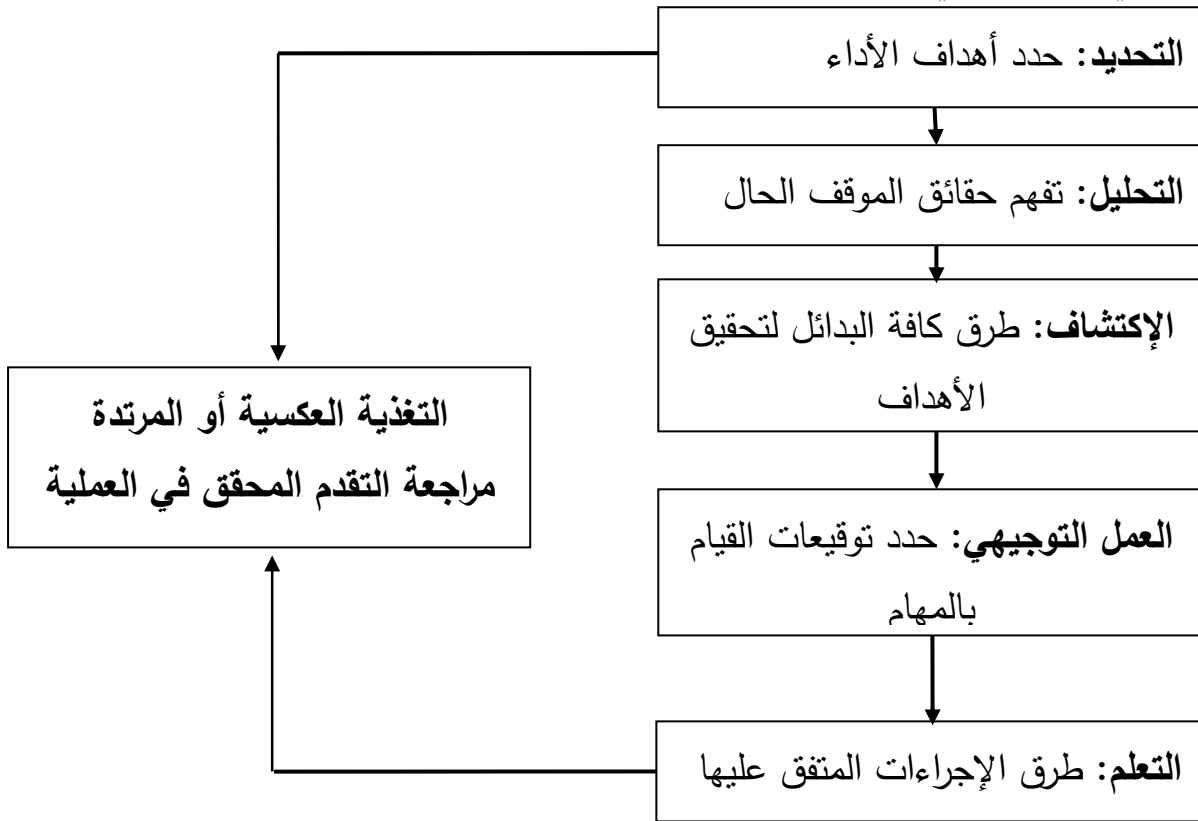 التحديد: حدد أهداف الأداء
التحليل: تفهم حقائق الموقف الحال
الإكتشاف: طرق كافة البدائل لتحقيق
الأهداف
التغذية العكسية أو المرتدة
مراجعة التقدم المحقق في العملية
العمل التوجيهي: حدد توقيعات القيام
بالمهام
التعلم: طرق الإجراءات المتفق عليها